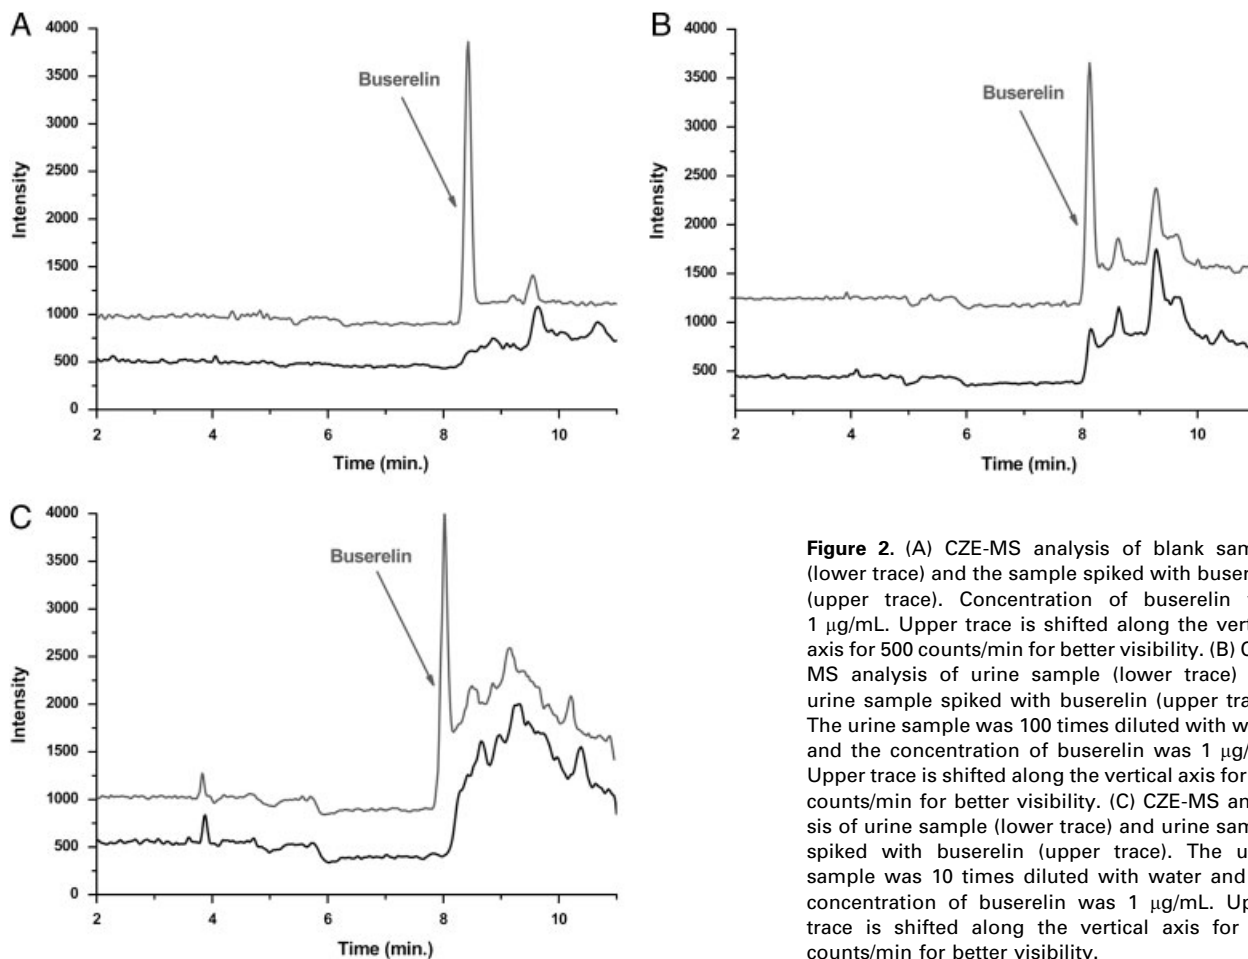 A
4000
3500
3000
2500
2000
1500
1000
500
0
Intensity
Buserelin
2
4
6
8
10
Time (min.)
B
4000
3500
3000
2500
2000
1500
1000
500
Intensity
Buserelin
2
4
6
8
10
Time (min.)
C
4000
3500
3000
2500
2000
1500
1000
500
0
Intensity
Buserelin
2
4
6
8
10
Time (min.)
Figure 2. (A) CZE-MS analysis of blank sam
(lower trace) and the sample spiked with buser
(upper trace). Concentration of buserelin
1 μg/mL. Upper trace is shifted along the vert
axis for 500 counts/min for better visibility. (B) C
MS analysis of urine sample (lower trace)
urine sample spiked with buserelin (upper tra
The urine sample was 100 times diluted with w
and the concentration of buserelin was 1 μg/
Upper trace is shifted along the vertical axis for
counts/min for better visibility. (C) CZE-MS an
sis of urine sample (lower trace) and urine sam
spiked with buserelin (upper trace). The u
sample was 10 times diluted with water and
concentration of buserelin was 1 μg/mL. Up
trace is shifted along the vertical axis for
counts/min for better visibility.